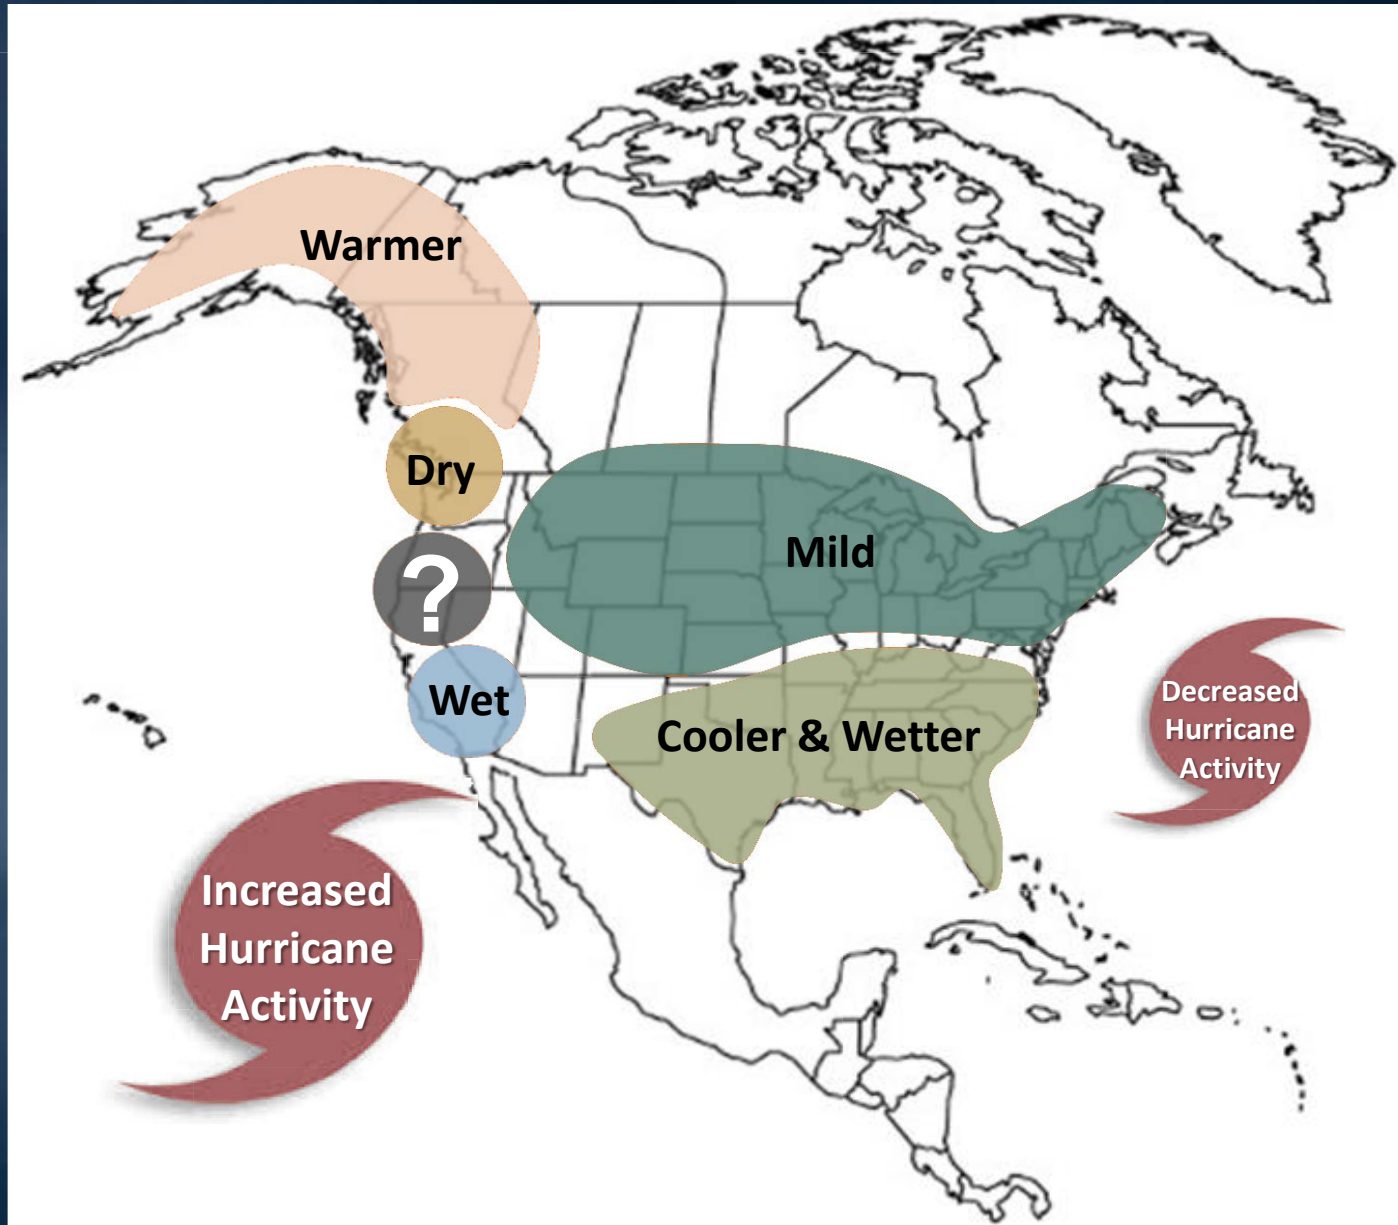 Warmer
Dry
Mild
?
Wet
Cooler & Wetter
Decreased
Hurricane
Activity
Increased
Hurricane
Activity